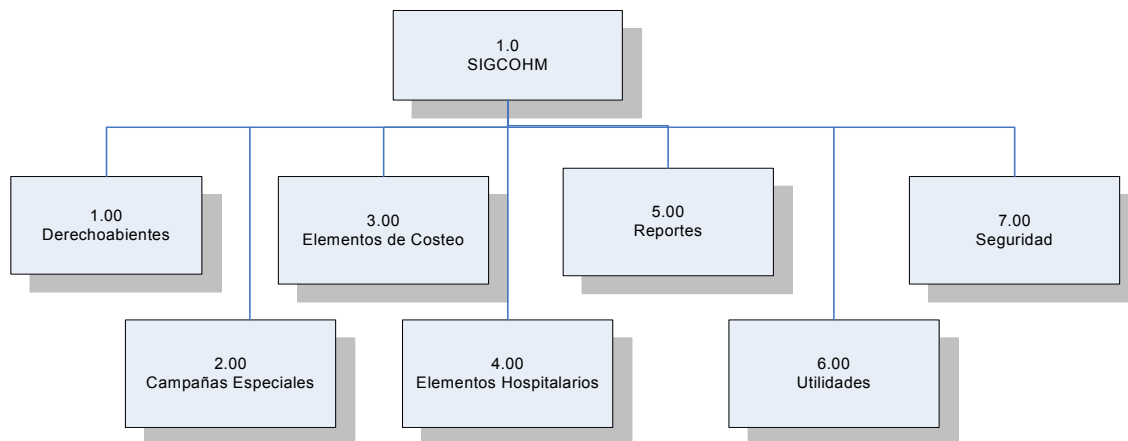 1.0
SIGCOHM
1.00
Derechoabientes
3.00
Elementos de Costeo
5.00
Reportes
7.00
Seguridad
2.00
Campañas Especiales
4.00
Elementos Hospitalarios
6.00
Utilidades